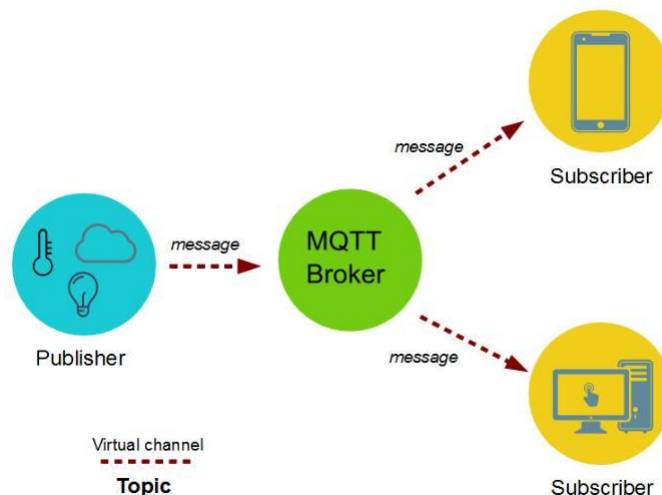 message
Subscriber
message
MQTT
Broker
Publisher
message
Subscriber
Virtual channel
Topic